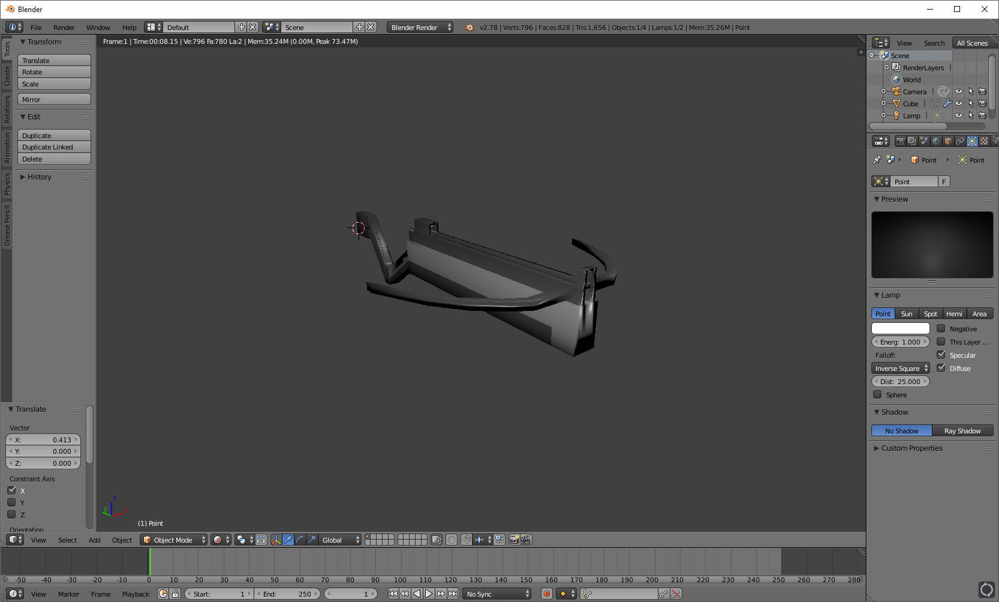 Blender
File Render Window Help Default Scene Blender Render v2.78 | Verts:796 | Faces:828 | Tris:1,656 | Objects:1/4 | Lamps:1/2 | Mem:35.26M | Point
Frame:1 | Time:00:08.15 | Ve:796 Fa:780 La:2 | Mem:35.24M (0.00M, Peak 73.47M)
Tools
Create
Relations
Animation
Physics
Grease Pencil
Transform
Translate
Rotate
Scale
Mirror
Edit
Duplicate
Duplicate Linked
Delete
History
Translate
Vector
X: 0.413
Y: 0.000
Z: 0.000
Constraint Axis
X
Y
Z
Orientation
z
y
x
(1) Point
View Select Add Object Object Mode Global
-50 -40 -30 -20 -10 0 10 20 30 40 50 60 70 80 90 100 110 120 130 140 150 160 170 180 190 200 210 220 230 240 250 260 270 280
View Marker Frame Playback Start: 1 End: 250 1 No Sync
View Search All Scenes
Scene
RenderLayers
World
Camera
Cube
Lamp
Point Point
Point F
Preview
Lamp
Point Sun Spot Hemi Area
Negative
Energ: 1.000 This Layer ...
Falloff: Specular
Inverse Square Diffuse
Dist: 25.000
Sphere
Shadow
No Shadow Ray Shadow
Custom Properties